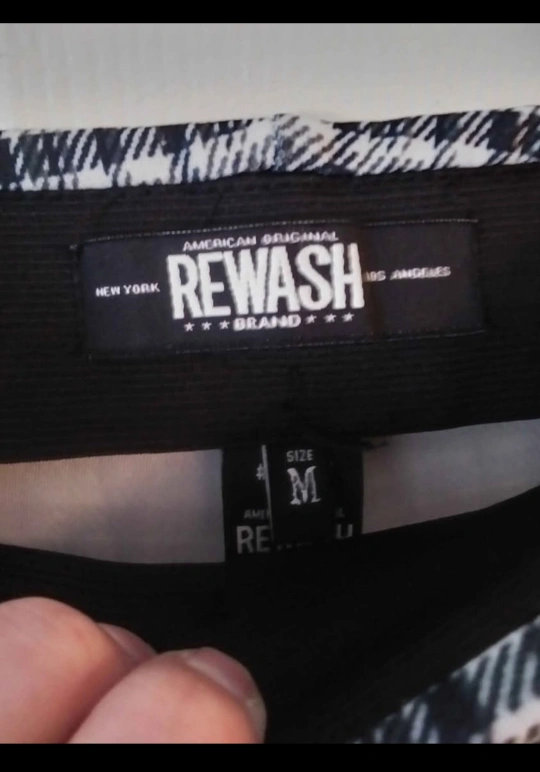 AMERICAN ORIGINAL
NEW YORK REWASH LOS ANGELES
★ ★ ★ BRAND ★ ★ ★
SIZE
M